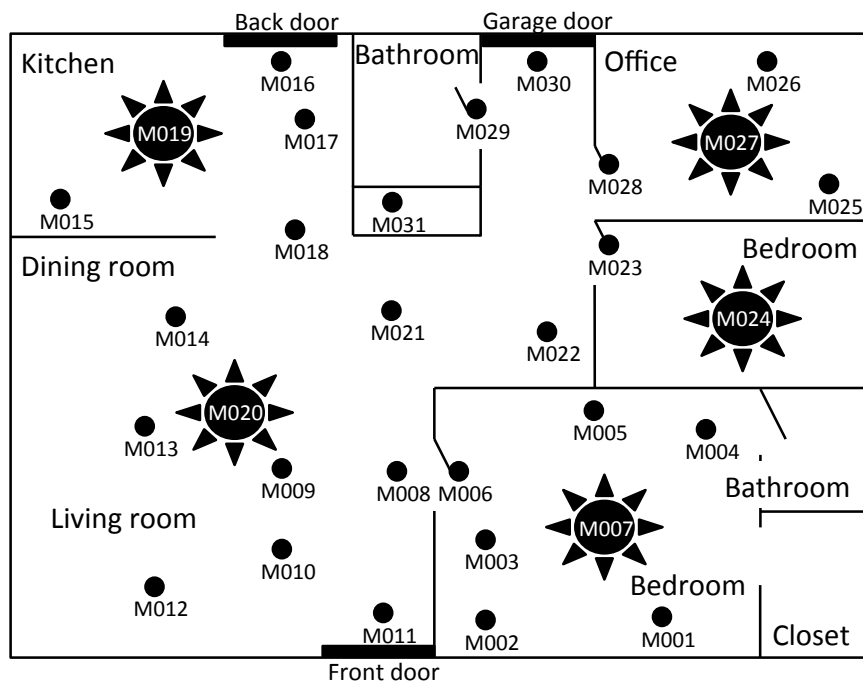 Back door
Garage door
Kitchen
Bathroom
Office
M016
M030
M026
M019
M017
M029
M027
M028
M015
M031
M025
M018
M023
Dining room
Bedroom
M014
M021
M022
M024
M020
M013
M005
M004
M009
M008
M006
Bathroom
Living room
M007
M003
M010
M012
Bedroom
M011
M002
M001
Closet
Front door